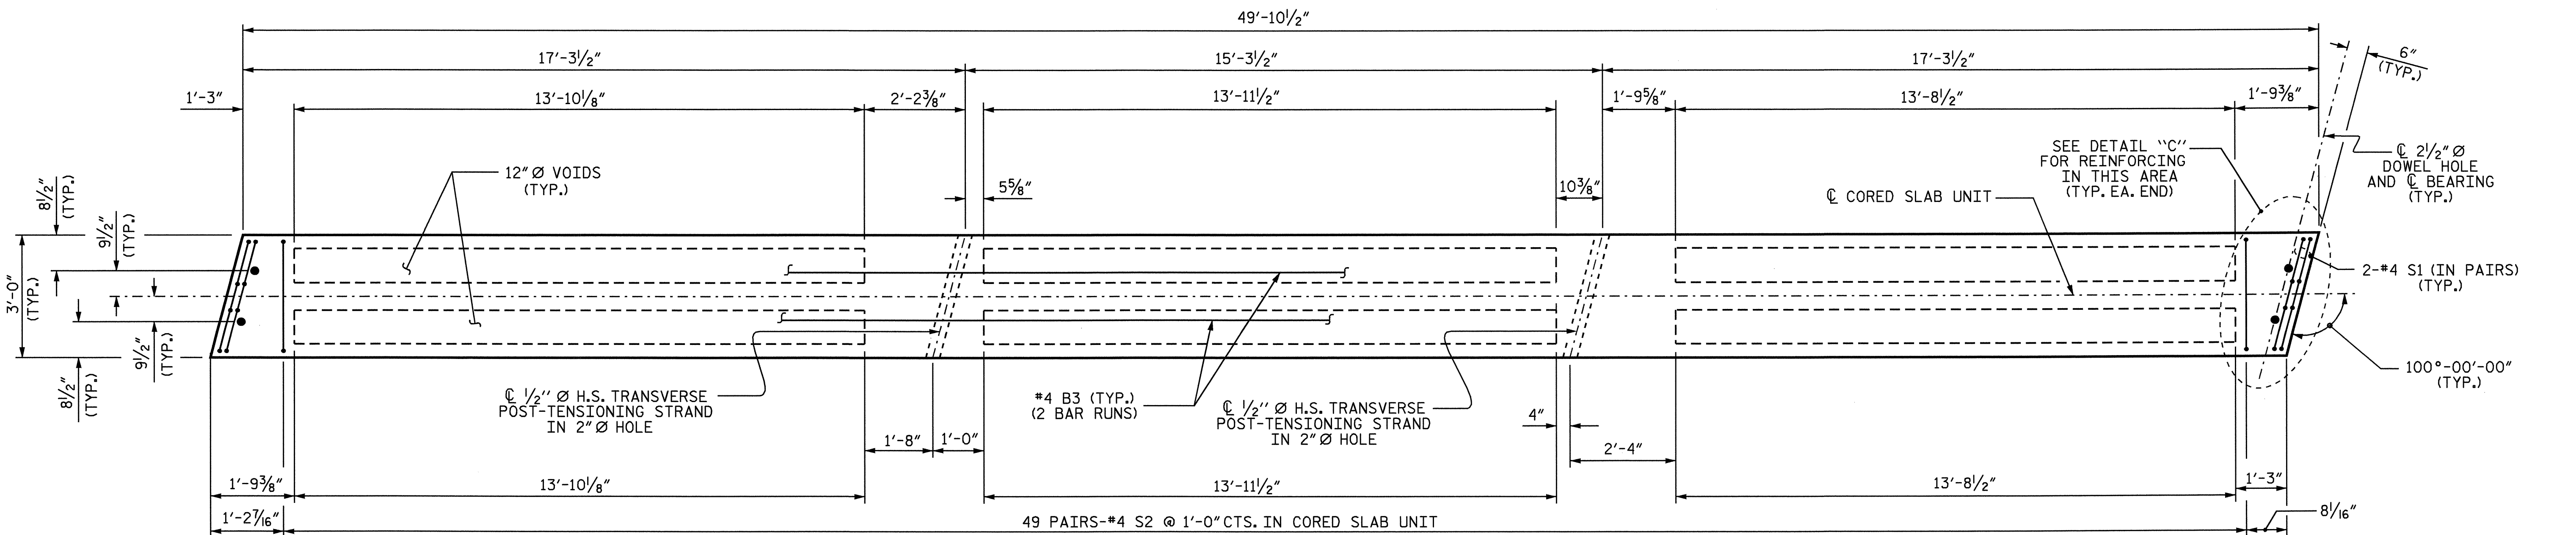 49'-10½"
17'-3½"
15'-3½"
17'-3½"
6"
(TYP.)
1'-3"
13'-10⅛"
2'-2⅜"
13'-11½"
1'-9⅝"
13'-8½"
1'-9⅜"
SEE DETAIL "C"
FOR REINFORCING
IN THIS AREA
(TYP. EA. END)
℄ 2½" Ø
DOWEL HOLE
AND ℄ BEARING
(TYP.)
12" Ø VOIDS
(TYP.)
5⅝"
10⅜"
℄ CORED SLAB UNIT
8½"
(TYP.)
9½"
(TYP.)
3'-0"
(TYP.)
9½"
(TYP.)
8½"
(TYP.)
2-#4 S1 (IN PAIRS)
(TYP.)
100°-00'-00"
(TYP.)
℄ ½" Ø H.S. TRANSVERSE
POST-TENSIONING STRAND
IN 2" Ø HOLE
#4 B3 (TYP.)
(2 BAR RUNS)
℄ ½" Ø H.S. TRANSVERSE
POST-TENSIONING STRAND
IN 2" Ø HOLE
4"
1'-8"
1'-0"
2'-4"
1'-9⅜"
13'-10⅛"
13'-11½"
13'-8½"
1'-3"
1'-2⁷⁄₁₆"
49 PAIRS-#4 S2 @ 1'-0" CTS. IN CORED SLAB UNIT
8¹⁄₁₆"